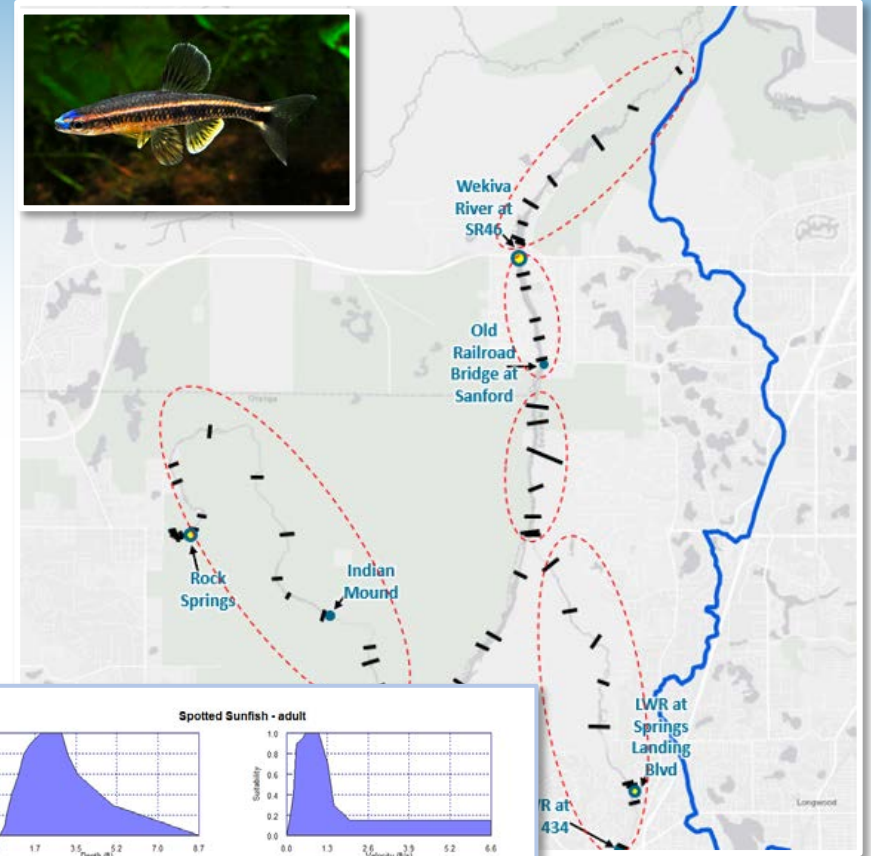 Wekiva
River at
SR46
Old
Railroad
Bridge at
Sanford
Orange
Rock
Springs
Indian
Mound
LWR at
Springs
Landing
Blvd
Longwood
434
Spotted Sunfish - adult
1.7 3.5 5.2 7.0 8.7
Depth (ft)
Suitability
1.0
0.8
0.6
0.4
0.2
0.0
0.0 1.3 2.6 3.9 5.2 6.6